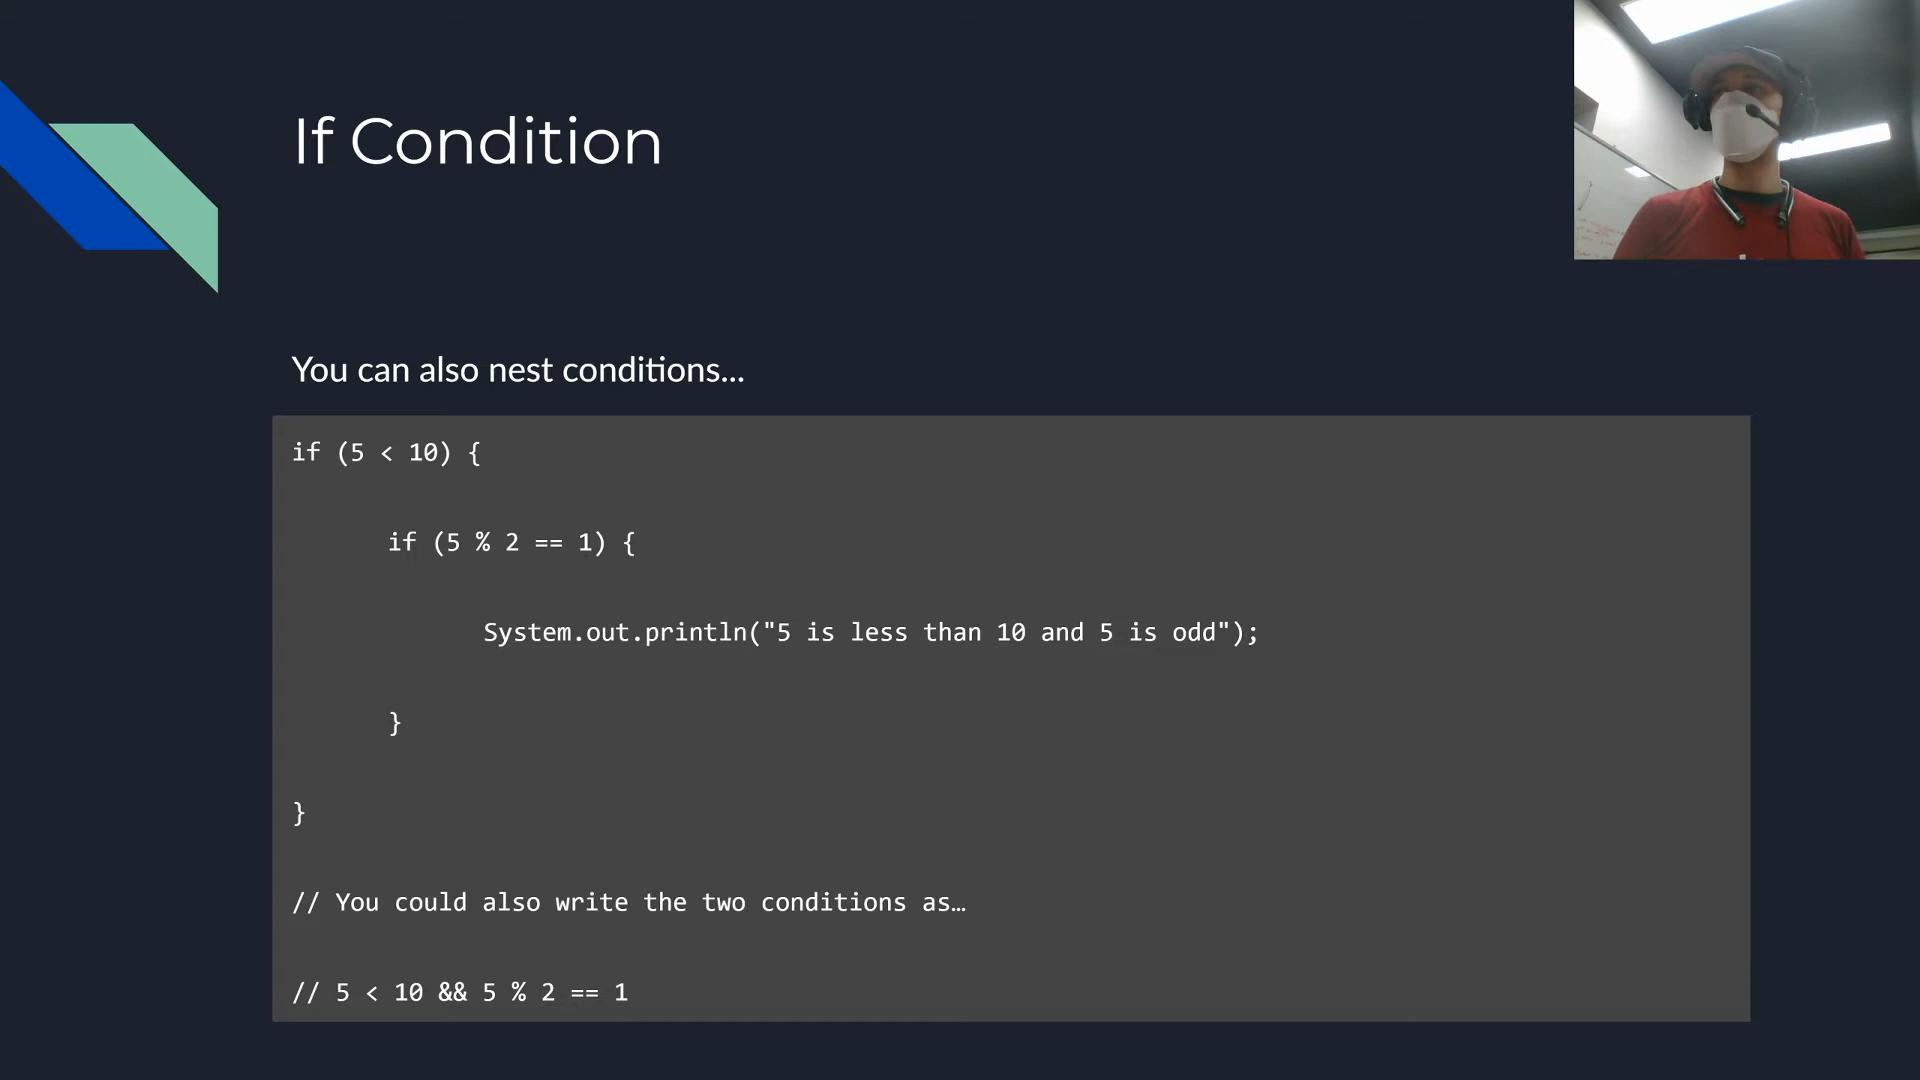 If Condition
You can also nest conditions...
if (5 < 10) {
if (5 % 2 == 1) {
System.out.println("5 is less than 10 and 5 is odd");
}
}
// You could also write the two conditions as…
// 5 < 10 && 5 % 2 == 1